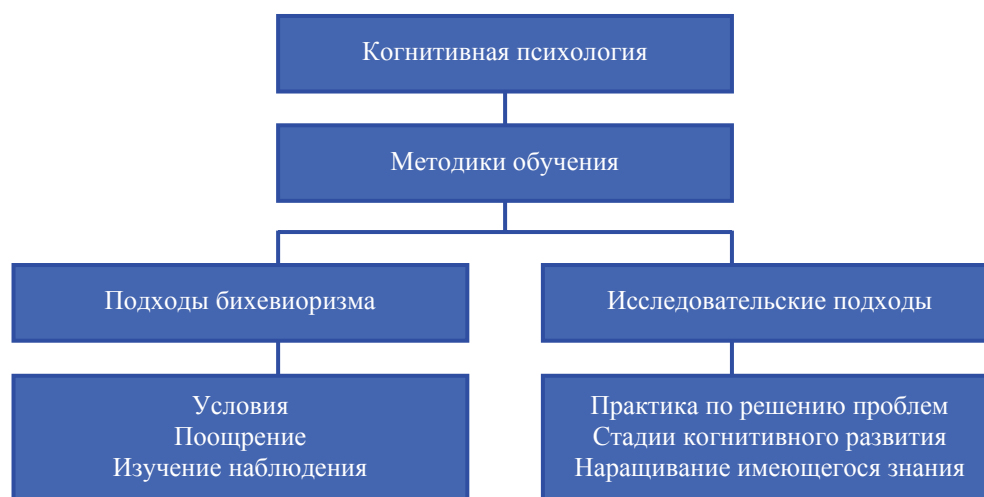 Когнитивная психология
Методики обучения
Подходы бихевиоризма
Исследовательские подходы
Условия
Поощрение
Изучение наблюдения
Практика по решению проблем
Стадии когнитивного развития
Наращивание имеющегося знания